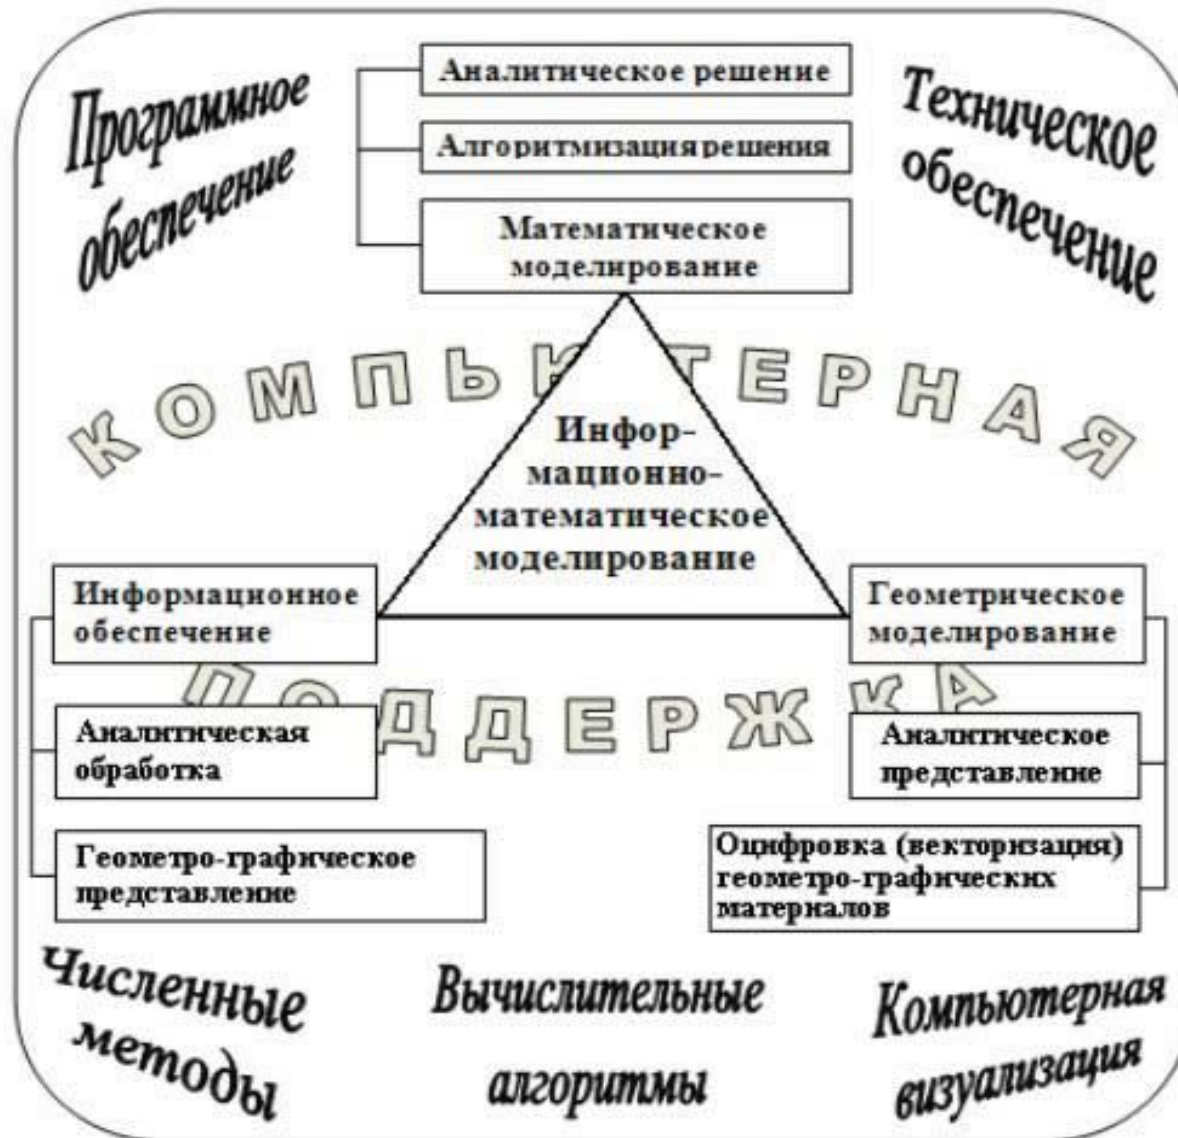 Программное
обеспечение
Аналитическое решение
Алгоритмизация решения
Математическое
моделирование
Техническое
обеспечение
КОМПЬЮТЕРНАЯ
Инфор-
мационно-
математическое
моделирование
Информационное
обеспечение
Геометрическое
моделирование
ПОДДЕРЖКА
Аналитическая
обработка
Аналитическое
представление
Геометро-графическое
представление
Оцифровка (векторизация)
геометро-графических
материалов
Численные
методы
Вычислительные
алгоритмы
Компьютерная
визуализация